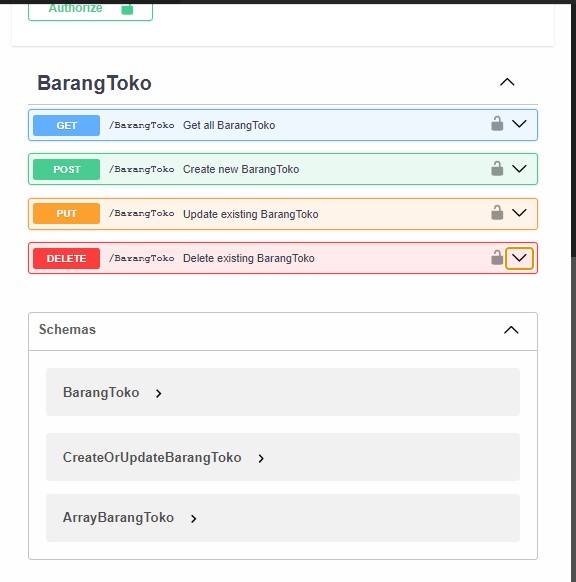 Authorize
BarangToko
GET /BarangToko Get all BarangToko
POST /BarangToko Create new BarangToko
PUT /BarangToko Update existing BarangToko
DELETE /BarangToko Delete existing BarangToko
Schemas
BarangToko
CreateOrUpdateBarangToko
ArrayBarangToko